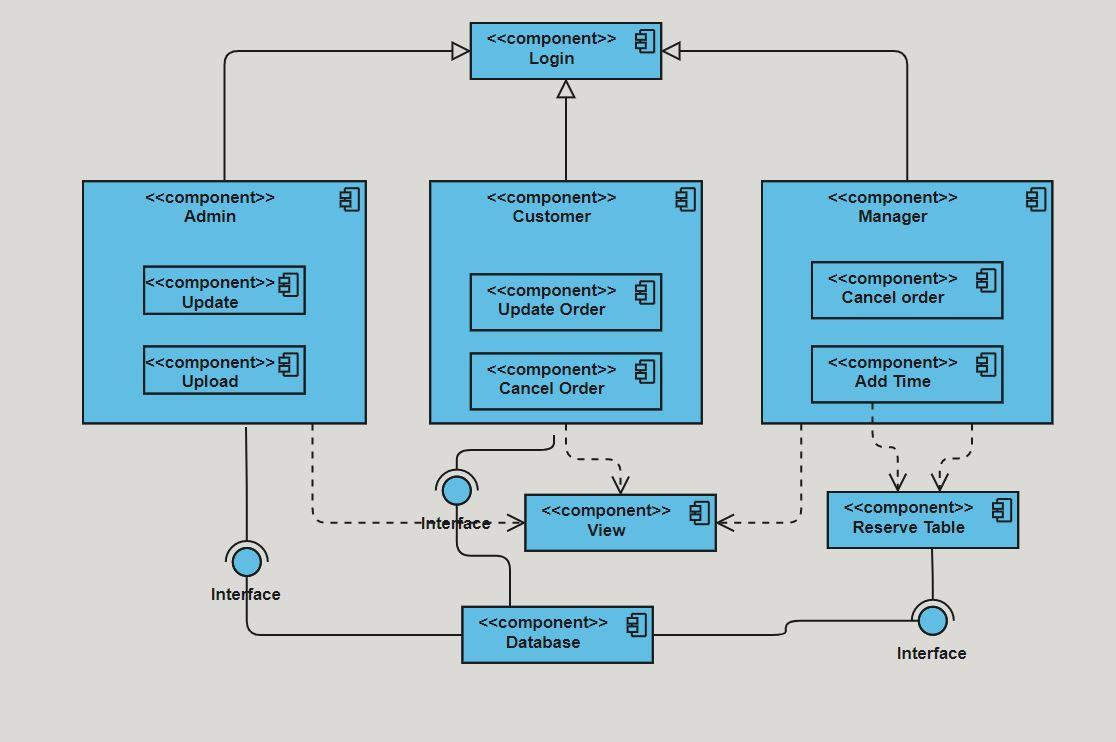 <<component>>
Login
<<component>>
Admin
<<component>>
Update
<<component>>
Upload
<<component>>
Customer
<<component>>
Update Order
<<component>>
Cancel Order
<<component>>
Manager
<<component>>
Cancel order
<<component>>
Add Time
Interface
<<component>>
View
<<component>>
Reserve Table
Interface
<<component>>
Database
Interface